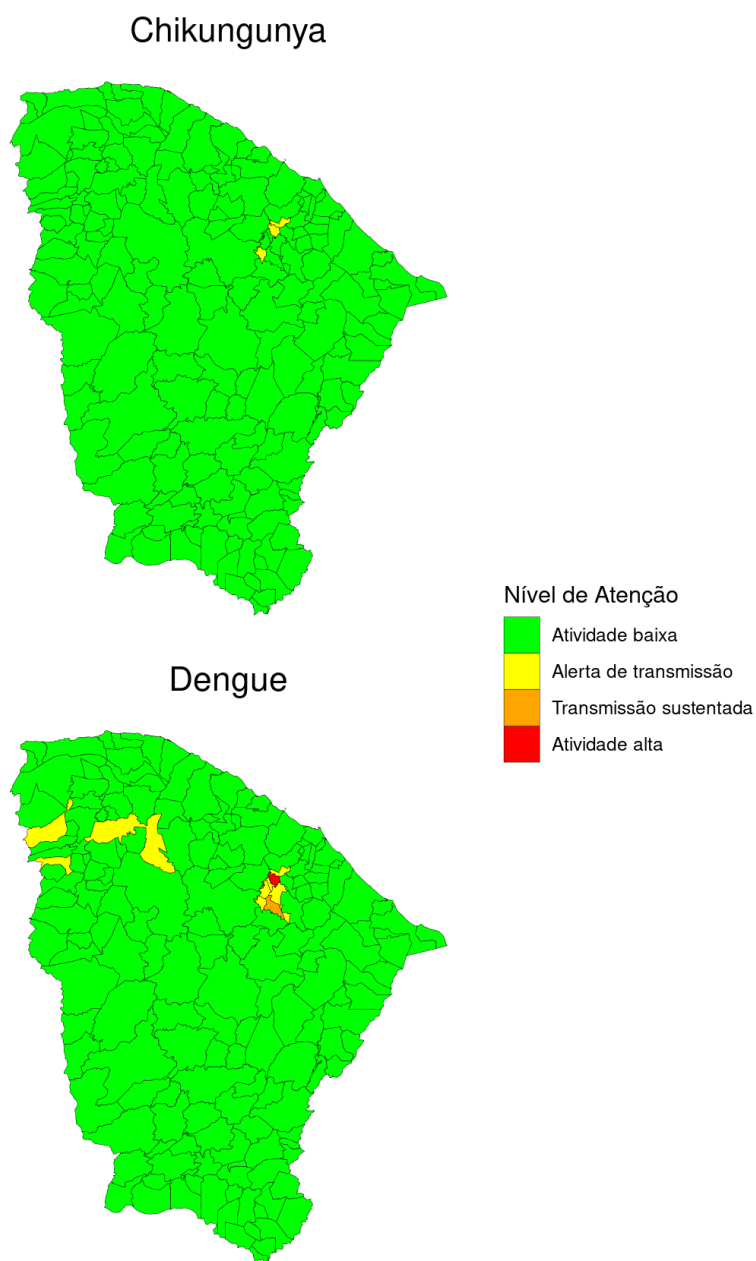 Chikungunya
Nível de Atenção
Atividade baixa
Alerta de transmissão
Transmissão sustentada
Atividade alta
Dengue